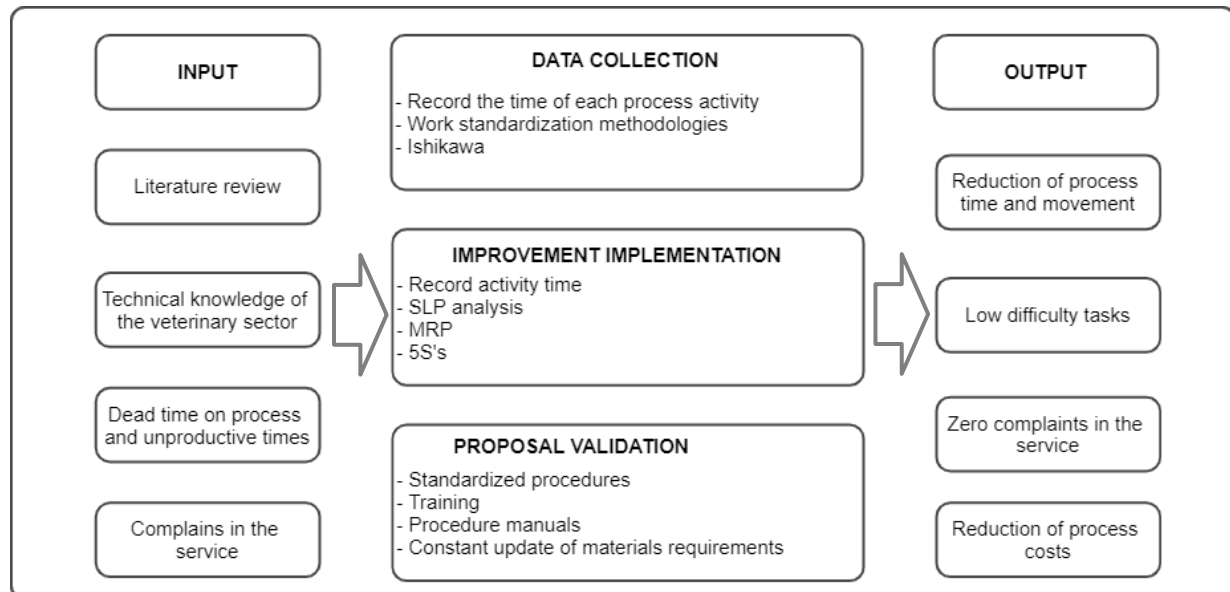 INPUT
Literature review
Technical knowledge of
the veterinary sector
Dead time on process
and unproductive times
Complains in the
service
DATA COLLECTION
- Record the time of each process activity
- Work standardization methodologies
- Ishikawa
IMPROVEMENT IMPLEMENTATION
- Record activity time
- SLP analysis
- MRP
- 5S's
PROPOSAL VALIDATION
- Standardized procedures
- Training
- Procedure manuals
- Constant update of materials requirements
OUTPUT
Reduction of process
time and movement
Low difficulty tasks
Zero complaints in the
service
Reduction of process
costs